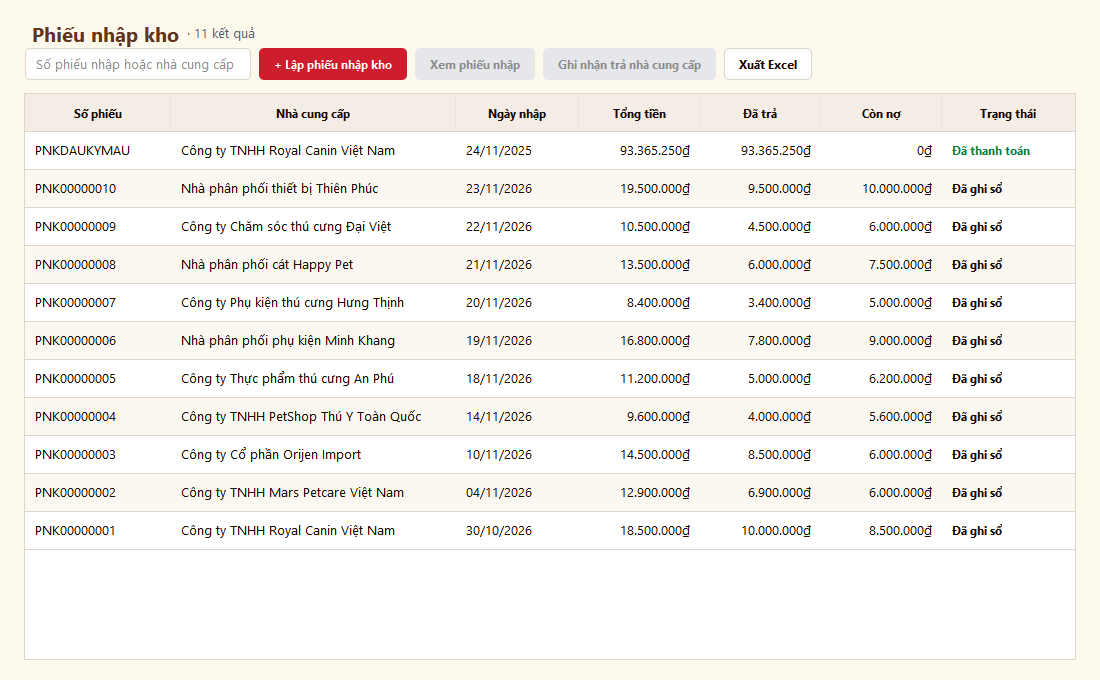 Phiếu nhập kho · 11 kết quả
Số phiếu nhập hoặc nhà cung cấp + Lập phiếu nhập kho Xem phiếu nhập Ghi nhận trả nhà cung cấp Xuất Excel
Số phiếu Nhà cung cấp Ngày nhập Tổng tiền Đã trả Còn nợ Trạng thái
PNKDAUKYMAU Công ty TNHH Royal Canin Việt Nam 24/11/2025 93.365.250₫ 93.365.250₫ 0₫ Đã thanh toán
PNK00000010 Nhà phân phối thiết bị Thiên Phúc 23/11/2026 19.500.000₫ 9.500.000₫ 10.000.000₫ Đã ghi sổ
PNK00000009 Công ty Chăm sóc thú cưng Đại Việt 22/11/2026 10.500.000₫ 4.500.000₫ 6.000.000₫ Đã ghi sổ
PNK00000008 Nhà phân phối cát Happy Pet 21/11/2026 13.500.000₫ 6.000.000₫ 7.500.000₫ Đã ghi sổ
PNK00000007 Công ty Phụ kiện thú cưng Hưng Thịnh 20/11/2026 8.400.000₫ 3.400.000₫ 5.000.000₫ Đã ghi sổ
PNK00000006 Nhà phân phối phụ kiện Minh Khang 19/11/2026 16.800.000₫ 7.800.000₫ 9.000.000₫ Đã ghi sổ
PNK00000005 Công ty Thực phẩm thú cưng An Phú 18/11/2026 11.200.000₫ 5.000.000₫ 6.200.000₫ Đã ghi sổ
PNK00000004 Công ty TNHH PetShop Thú Y Toàn Quốc 14/11/2026 9.600.000₫ 4.000.000₫ 5.600.000₫ Đã ghi sổ
PNK00000003 Công ty Cổ phần Orijen Import 10/11/2026 14.500.000₫ 8.500.000₫ 6.000.000₫ Đã ghi sổ
PNK00000002 Công ty TNHH Mars Petcare Việt Nam 04/11/2026 12.900.000₫ 6.900.000₫ 6.000.000₫ Đã ghi sổ
PNK00000001 Công ty TNHH Royal Canin Việt Nam 30/10/2026 18.500.000₫ 10.000.000₫ 8.500.000₫ Đã ghi sổ